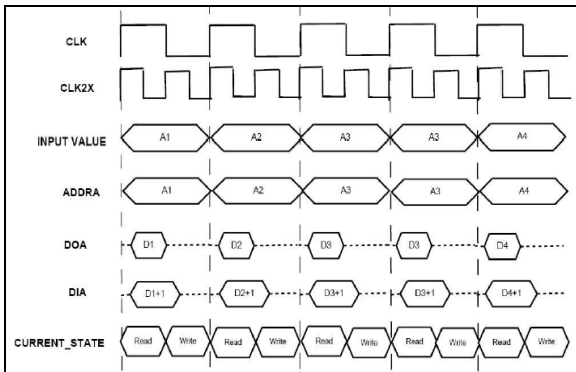 CLK
CLK2X
INPUT VALUE A1 A2 A3 A3 A4
ADDRA A1 A2 A3 A3 A4
DOA D1 D2 D3 D3 D4
DIA D1+1 D2+1 D3+1 D3+1 D4+1
CURRENT_STATE Read Write Read Write Read Write Read Write Read Write